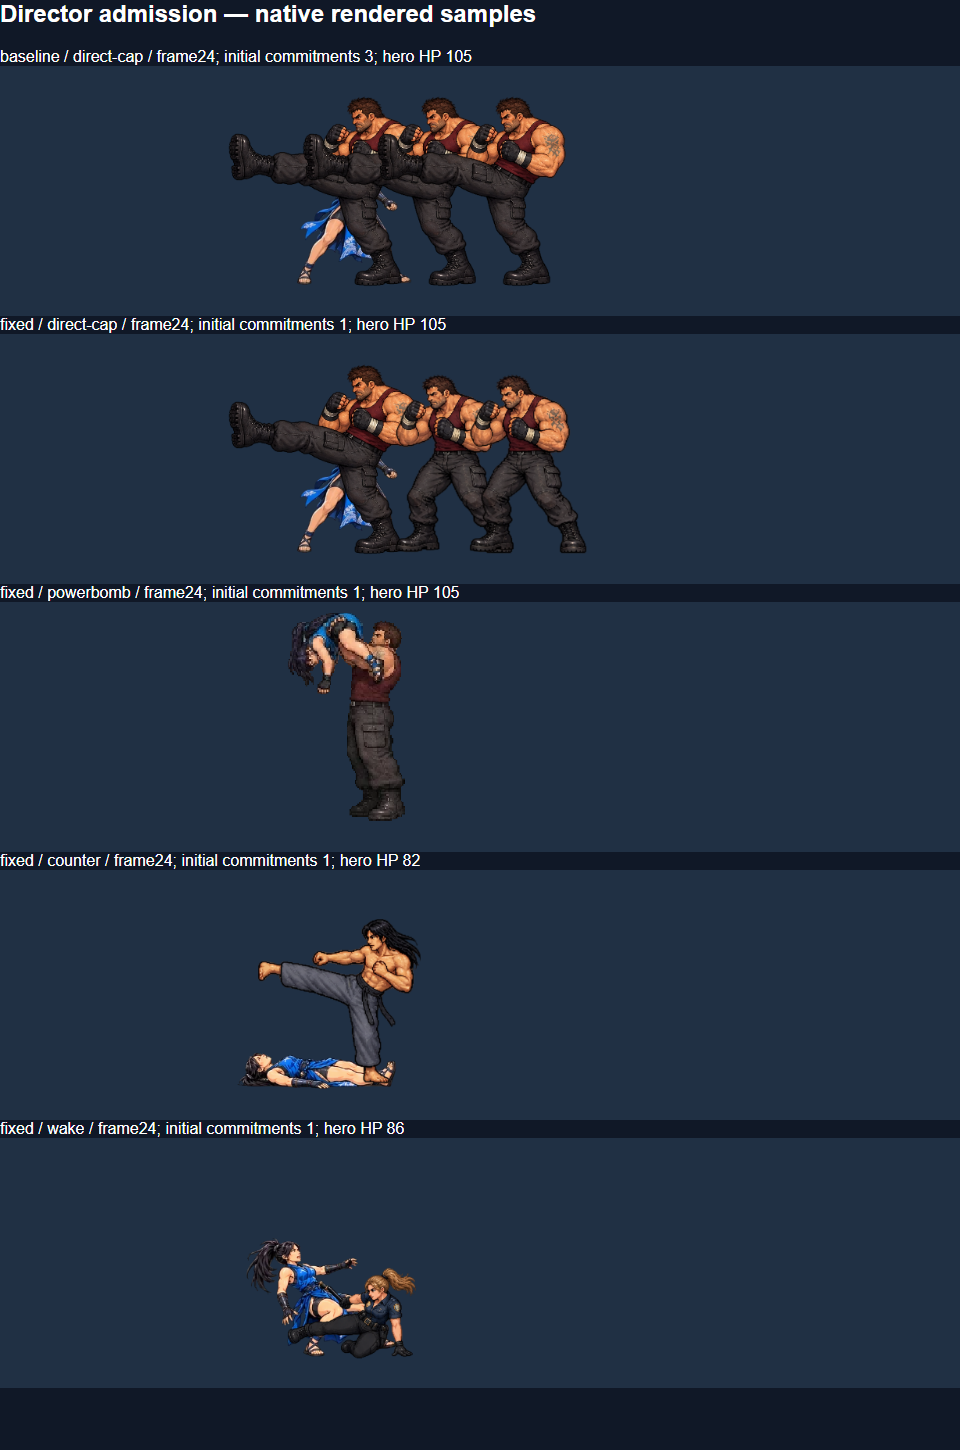 Director admission — native rendered samples
baseline / direct-cap / frame24; initial commitments 3; hero HP 105
fixed / direct-cap / frame24; initial commitments 1; hero HP 105
fixed / powerbomb / frame24; initial commitments 1; hero HP 105
fixed / counter / frame24; initial commitments 1; hero HP 82
fixed / wake / frame24; initial commitments 1; hero HP 86